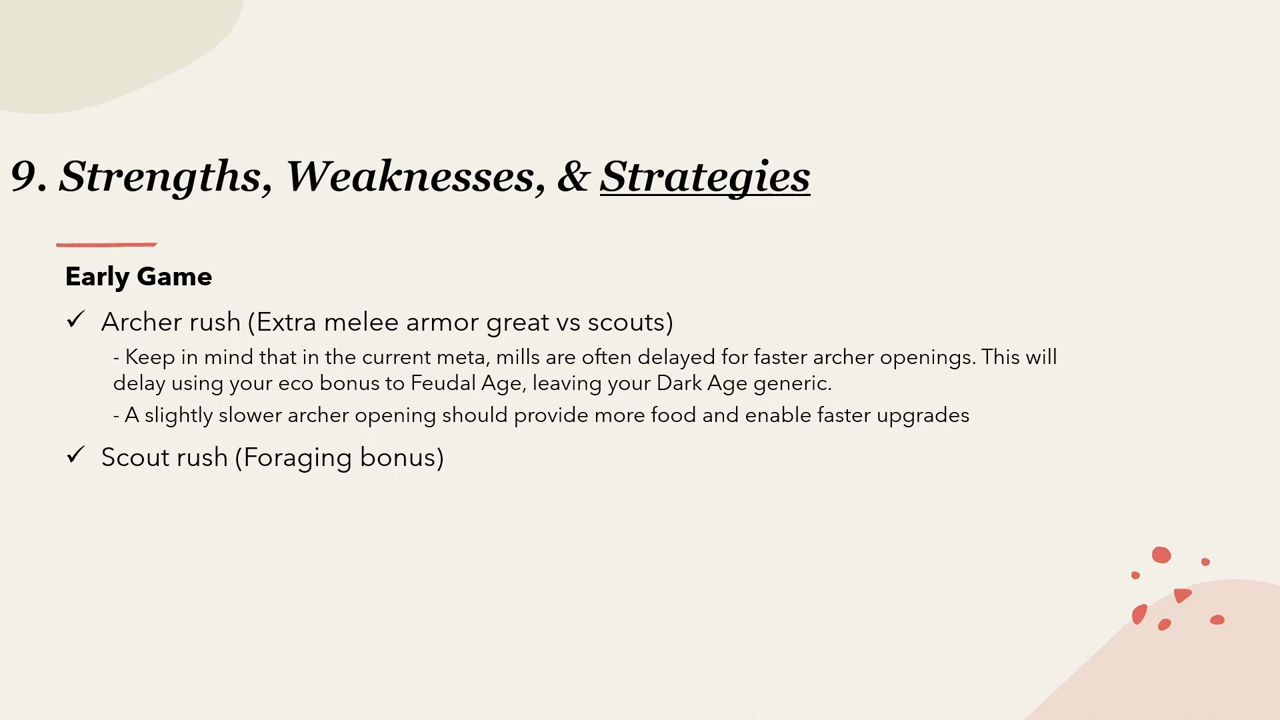 9. Strengths, Weaknesses, & Strategies
Early Game
✓ Archer rush (Extra melee armor great vs scouts)
- Keep in mind that in the current meta, mills are often delayed for faster archer openings. This will
delay using your eco bonus to Feudal Age, leaving your Dark Age generic.
- A slightly slower archer opening should provide more food and enable faster upgrades
✓ Scout rush (Foraging bonus)